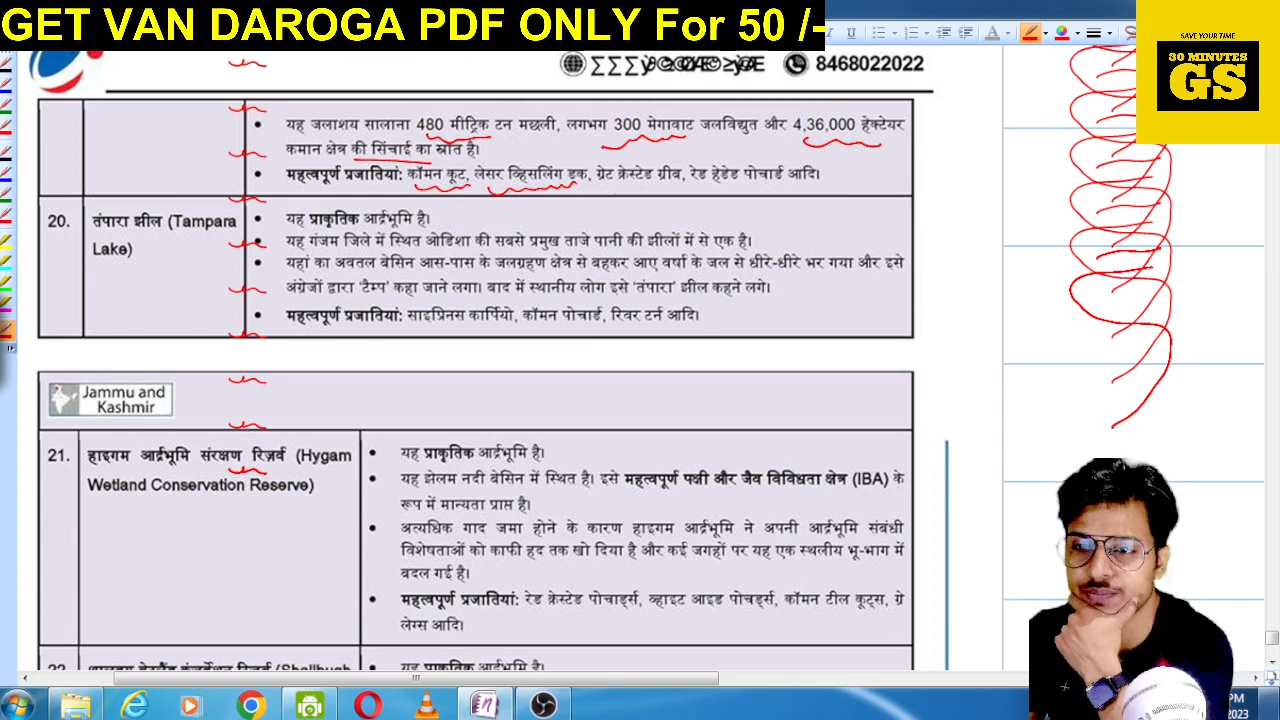 GET VAN DAROGA PDF ONLY For 50 /-
SAVE YOUR TIME
30 MINUTES
GS
8468022022
यह जलाशय सालाना 480 मीट्रिक टन मछली, लगभग 300 मेगावाट जलविद्युत और 4,36,000 हेक्टेयर
कमान क्षेत्र की सिंचाई का स्रोत है।
महत्वपूर्ण प्रजातियां: कॉमन कूट, लेसर व्हिसलिंग डक, ग्रेट क्रेस्टेड ग्रीब, रेड हेडेड पोचार्ड आदि।
20. तंपारा झील (Tampara
Lake)
यह प्राकृतिक आर्द्रभूमि है।
यह गंजम जिले में स्थित ओडिशा की सबसे प्रमुख ताजे पानी की झीलों में से एक है।
यहां का अवतल बेसिन आस-पास के जलग्रहण क्षेत्र से बहकर आए वर्षा के जल से धीरे-धीरे भर गया और इसे
अंग्रेजों द्वारा 'टैम्प' कहा जाने लगा। बाद में स्थानीय लोग इसे 'तंपारा' झील कहने लगे।
महत्वपूर्ण प्रजातियां: साइप्रिनस कार्पियो, कॉमन पोचार्ड, रिवर टर्न आदि।
Jammu and
Kashmir
21. हाइगम आर्द्रभूमि संरक्षण रिज़र्व (Hygam
Wetland Conservation Reserve)
यह प्राकृतिक आर्द्रभूमि है।
यह झेलम नदी बेसिन में स्थित है। इसे महत्वपूर्ण पक्षी और जैव विविधता क्षेत्र (IBA) के
रूप में मान्यता प्राप्त है।
अत्यधिक गाद जमा होने के कारण हाइगम आर्द्रभूमि ने अपनी आर्द्रभूमि संबंधी
विशेषताओं को काफी हद तक खो दिया है और कई जगहों पर यह एक स्थलीय भू-भाग में
बदल गई है।
महत्वपूर्ण प्रजातियां: रेड क्रेस्टेड पोचार्ड्स, व्हाइट आइड पोचर्ड्स, कॉमन टील कूट्स, ग्रे
लेग्स आदि।
यह प्राकृतिक आर्द्रभूमि है।
PM
2023